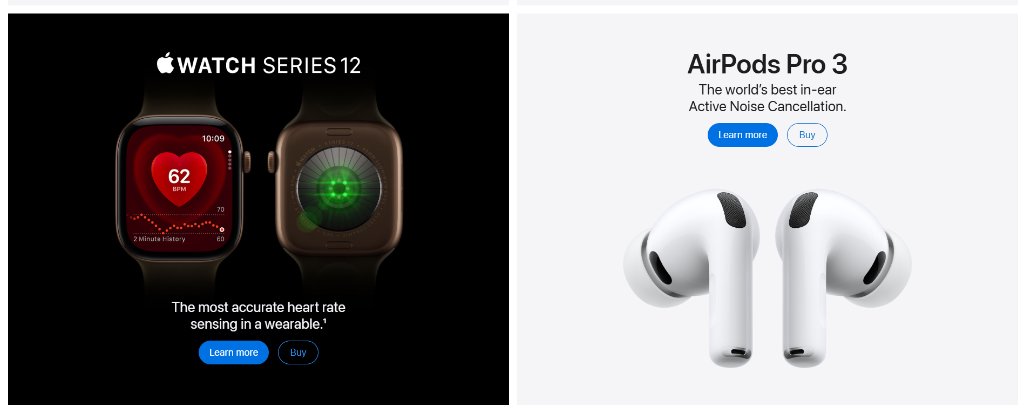 WATCH SERIES 12
10:09
62
BPM
70
2 Minute History
60
The most accurate heart rate
sensing in a wearable.¹
Learn more
Buy
AirPods Pro 3
The world’s best in-ear
Active Noise Cancellation.
Learn more
Buy